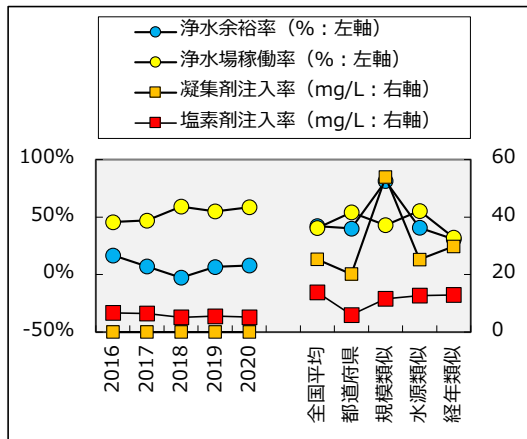 浄水余裕率（%：左軸）
浄水場稼働率（%：左軸）
凝集剤注入率（mg/L：右軸）
塩素剤注入率（mg/L：右軸）
100%
50%
0%
-50%
60
40
20
0
2016
2017
2018
2019
2020
全国平均
都道府県
規模類似
水源類似
経年類似